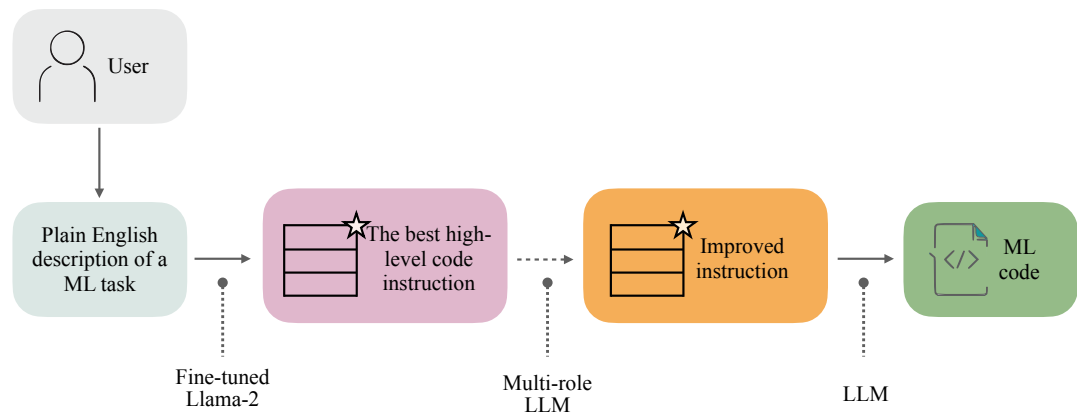 User
Plain English
description of a
ML task
The best high-
level code
instruction
Improved
instruction
</>
ML
code
Fine-tuned
Llama-2
Multi-role
LLM
LLM